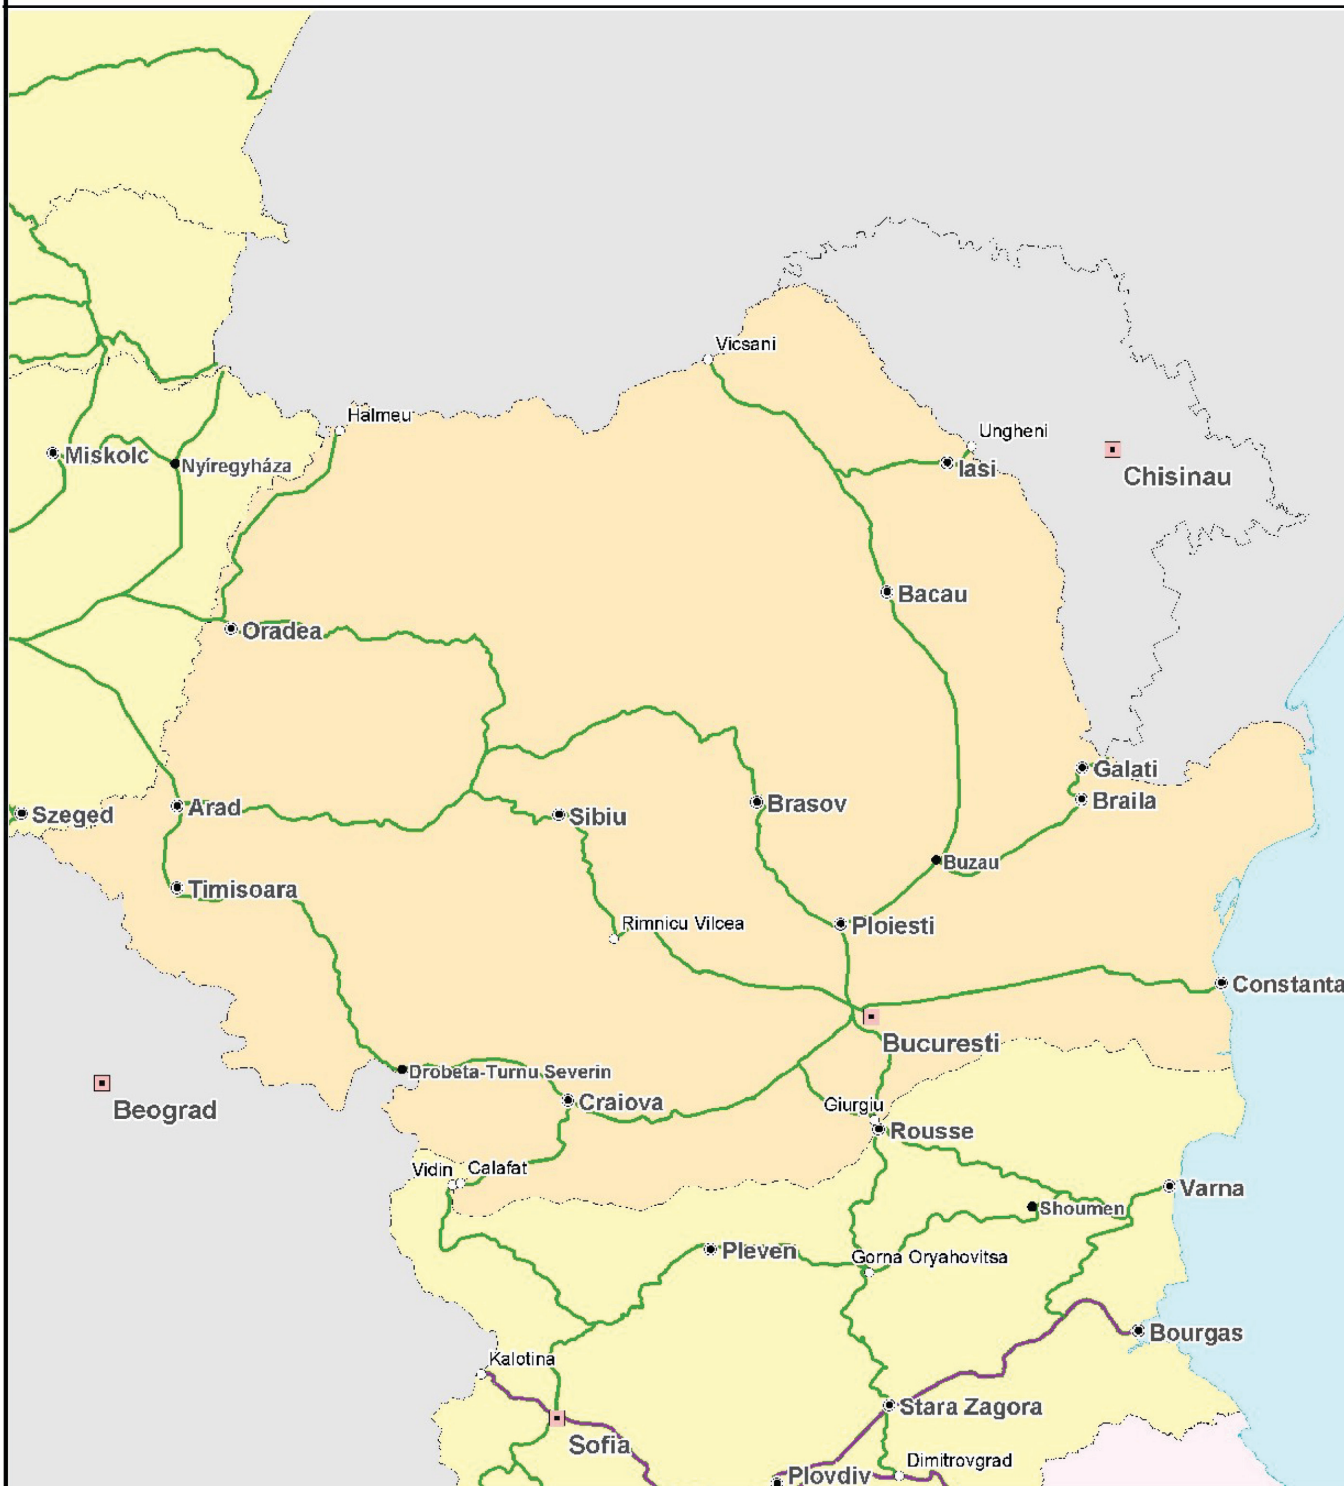 Vicsani
Halmeu
Ungheni
Miskolc
Nyíregyháza
Iasi
Chisinau
Bacau
Oradea
Galati
Braila
Szeged
Arad
Sibiu
Brasov
Buzau
Timisoara
Rimnicu Vilcea
Ploiesti
Constanta
Bucuresti
Drobeta-Turnu Severin
Beograd
Craiova
Giurgiu
Rousse
Vidin
Calafat
Varna
Shoumen
Pleven
Gorna Oryahovitsa
Bourgas
Kalotina
Stara Zagora
Sofia
Dimitrovgrad
Plovdiv